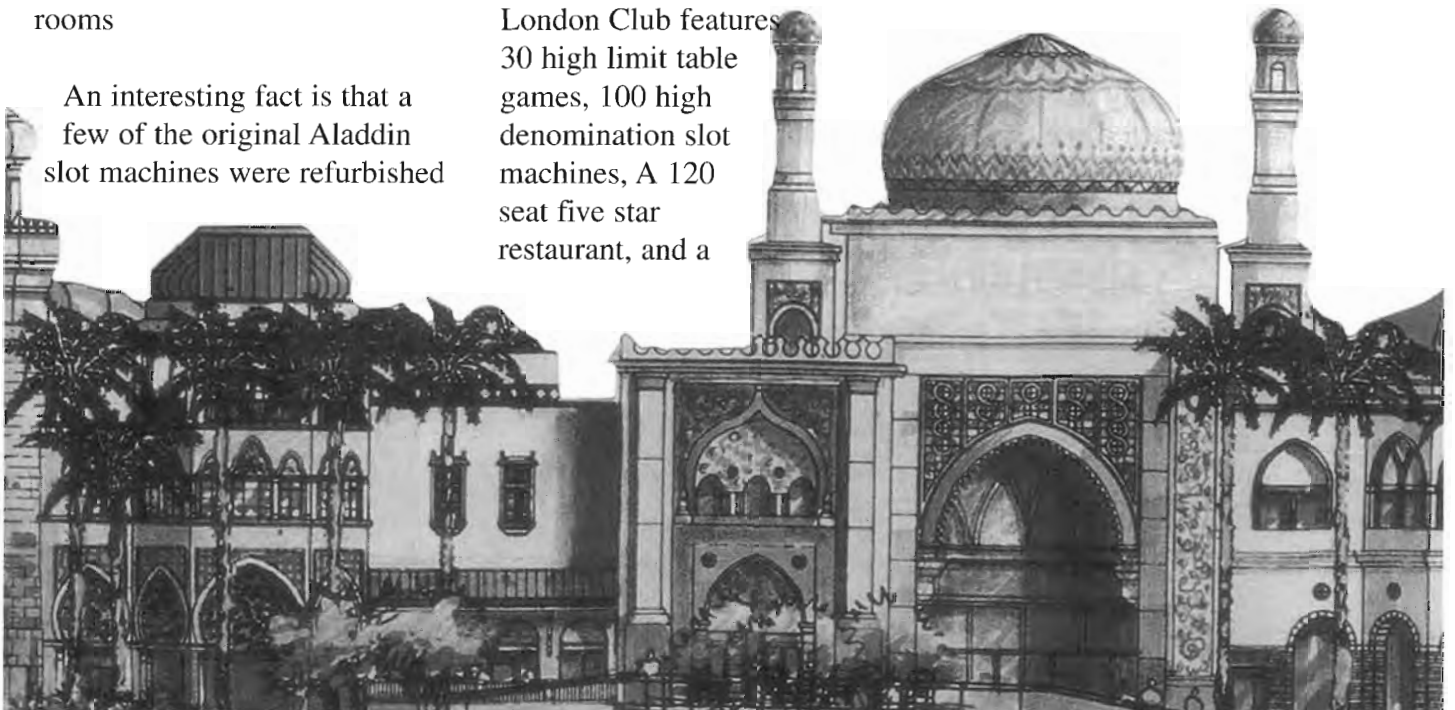 rooms
An interesting fact is that a
few of the original Aladdin
slot machines were refurbished
London Club features
30 high limit table
games, 100 high
denomination slot
machines, A 120
seat five star
restaurant, and a